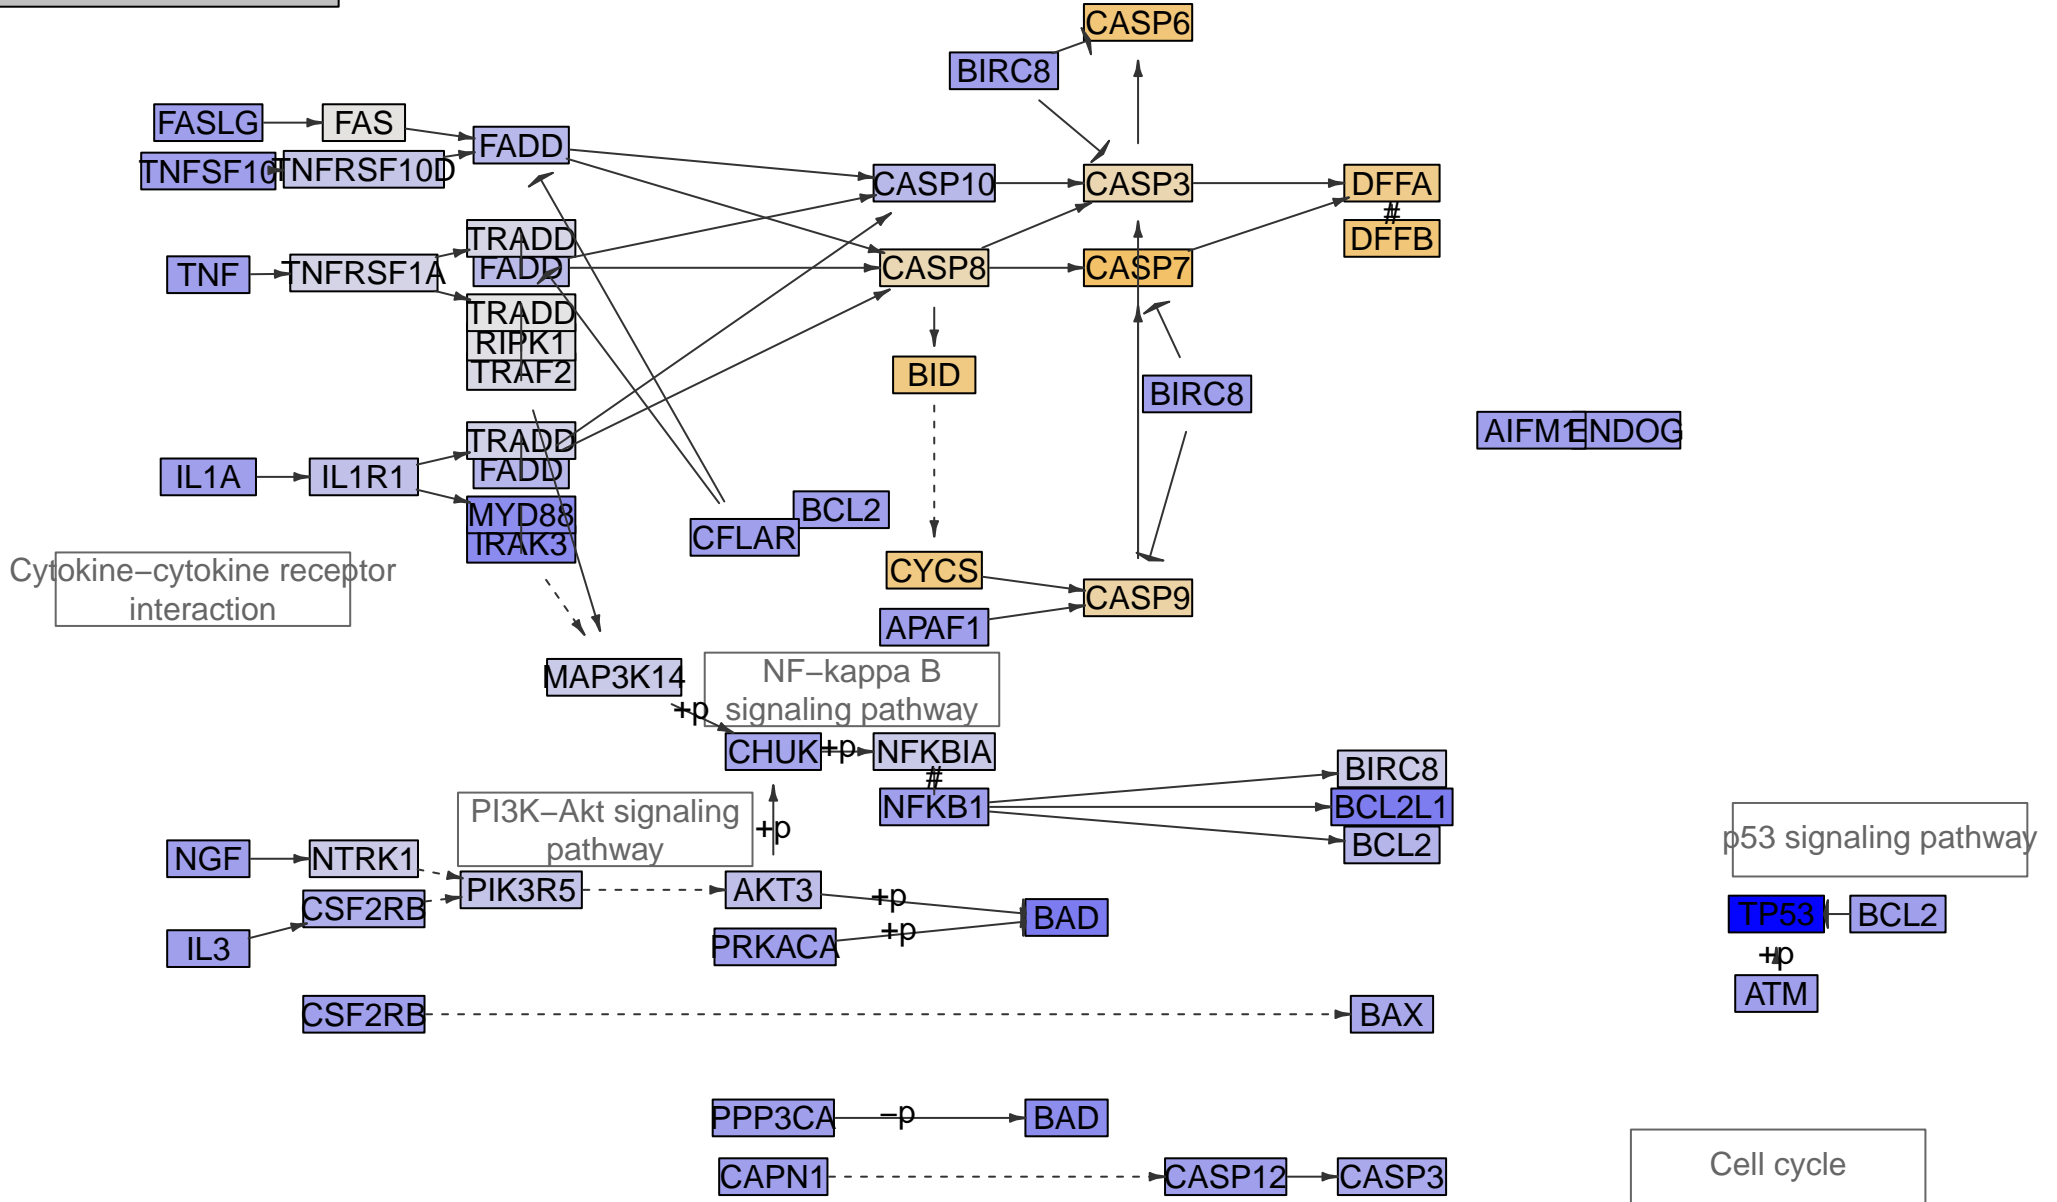 CASP6
BIRC8
FASLG
FAS
FADD
TNFSF10
TNFRSF10D
CASP10
CASP3
DFFA
#
DFFB
TRADD
FADD
TNF
TNFRSF1A
CASP8
CASP7
TRADD
RIPK1
TRAF2
BID
BIRC8
AIFM1
ENDOG
TRADD
FADD
IL1A
IL1R1
MYD88
IRAK3
BCL2
CFLAR
Cytokine–cytokine receptor
interaction
CYCS
CASP9
APAF1
MAP3K14
NF–kappa B
signaling pathway
+p
CHUK
+p
NFKBIA
#
NFKB1
BIRC8
BCL2L1
BCL2
PI3K–Akt signaling
pathway
+p
p53 signaling pathway
NGF
NTRK1
PIK3R5
AKT3
+p
CSF2RB
IL3
PRKACA
+p
BAD
TP53
BCL2
+p
ATM
CSF2RB
BAX
PPP3CA
–p
BAD
CAPN1
CASP12
CASP3
Cell cycle